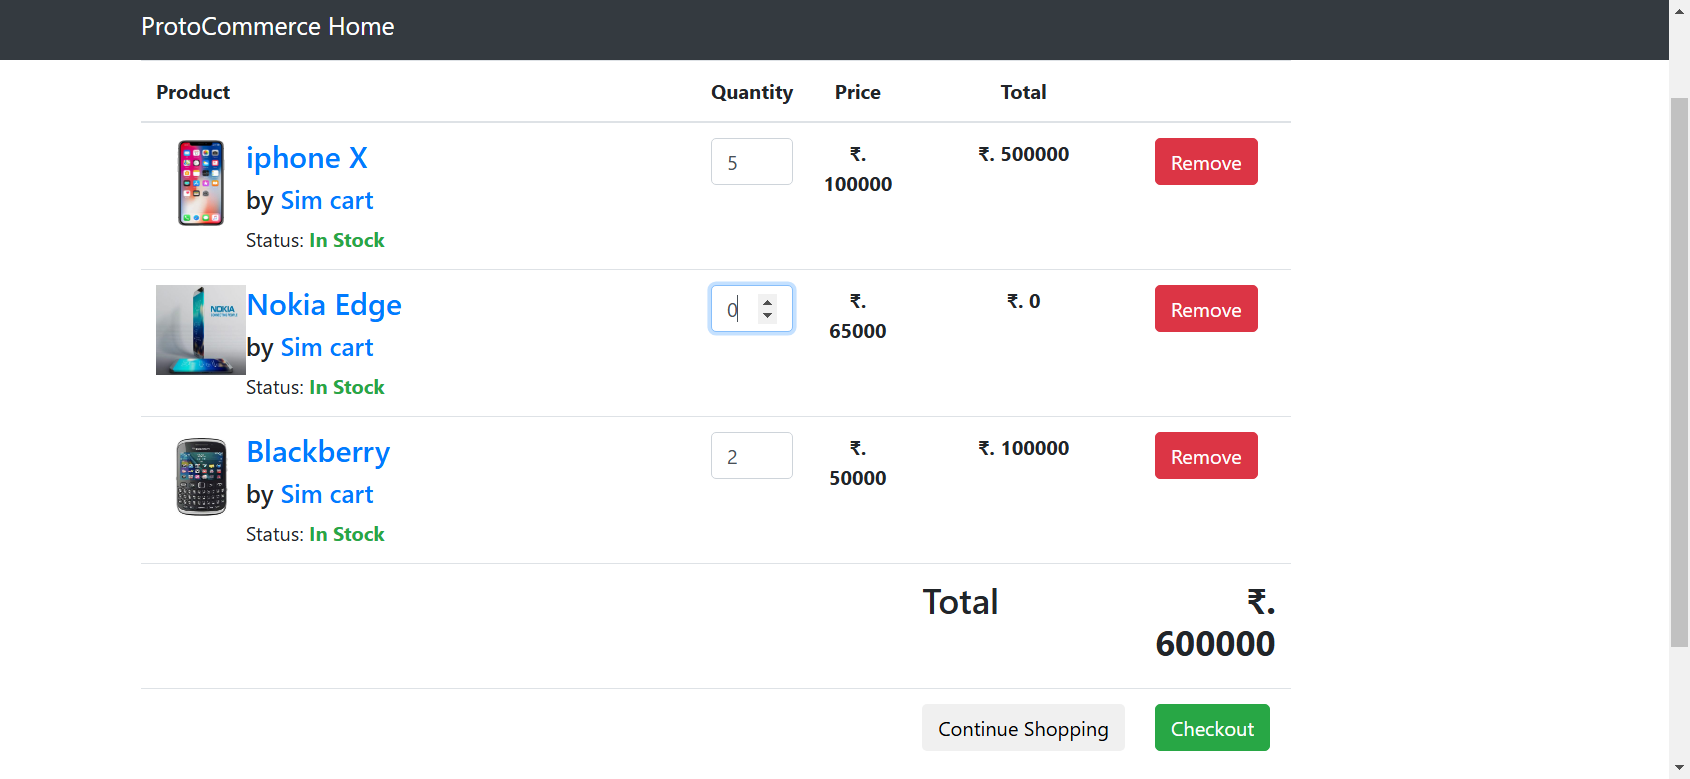 ProtoCommerce Home
Product Quantity Price Total
iphone X
by Sim cart
Status: In Stock
5
₹.
100000
₹. 500000
Remove
NOKIA
Nokia Edge
by Sim cart
Status: In Stock
0
₹.
65000
₹. 0
Remove
Blackberry
by Sim cart
Status: In Stock
2
₹.
50000
₹. 100000
Remove
Total
₹.
600000
Continue Shopping Checkout